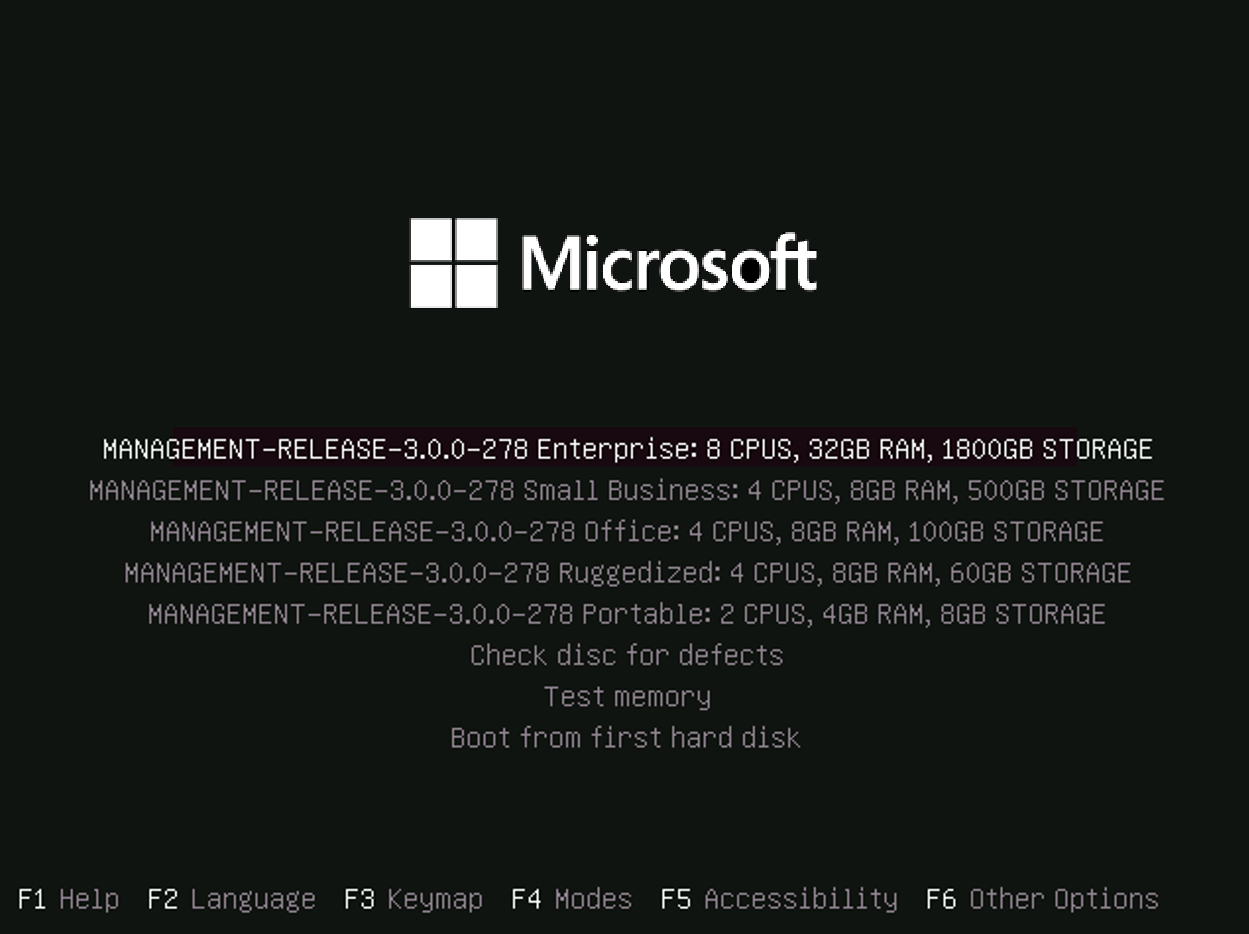 Microsoft
MANAGEMENT-RELEASE-3.0.0-278 Enterprise: 8 CPUS, 32GB RAM, 1800GB STORAGE
MANAGEMENT-RELEASE-3.0.0-278 Small Business: 4 CPUS, 8GB RAM, 500GB STORAGE
MANAGEMENT-RELEASE-3.0.0-278 Office: 4 CPUS, 8GB RAM, 100GB STORAGE
MANAGEMENT-RELEASE-3.0.0-278 Ruggedized: 4 CPUS, 8GB RAM, 60GB STORAGE
MANAGEMENT-RELEASE-3.0.0-278 Portable: 2 CPUS, 4GB RAM, 8GB STORAGE
Check disc for defects
Test memory
Boot from first hard disk
F1 Help F2 Language F3 Keymap F4 Modes F5 Accessibility F6 Other Options